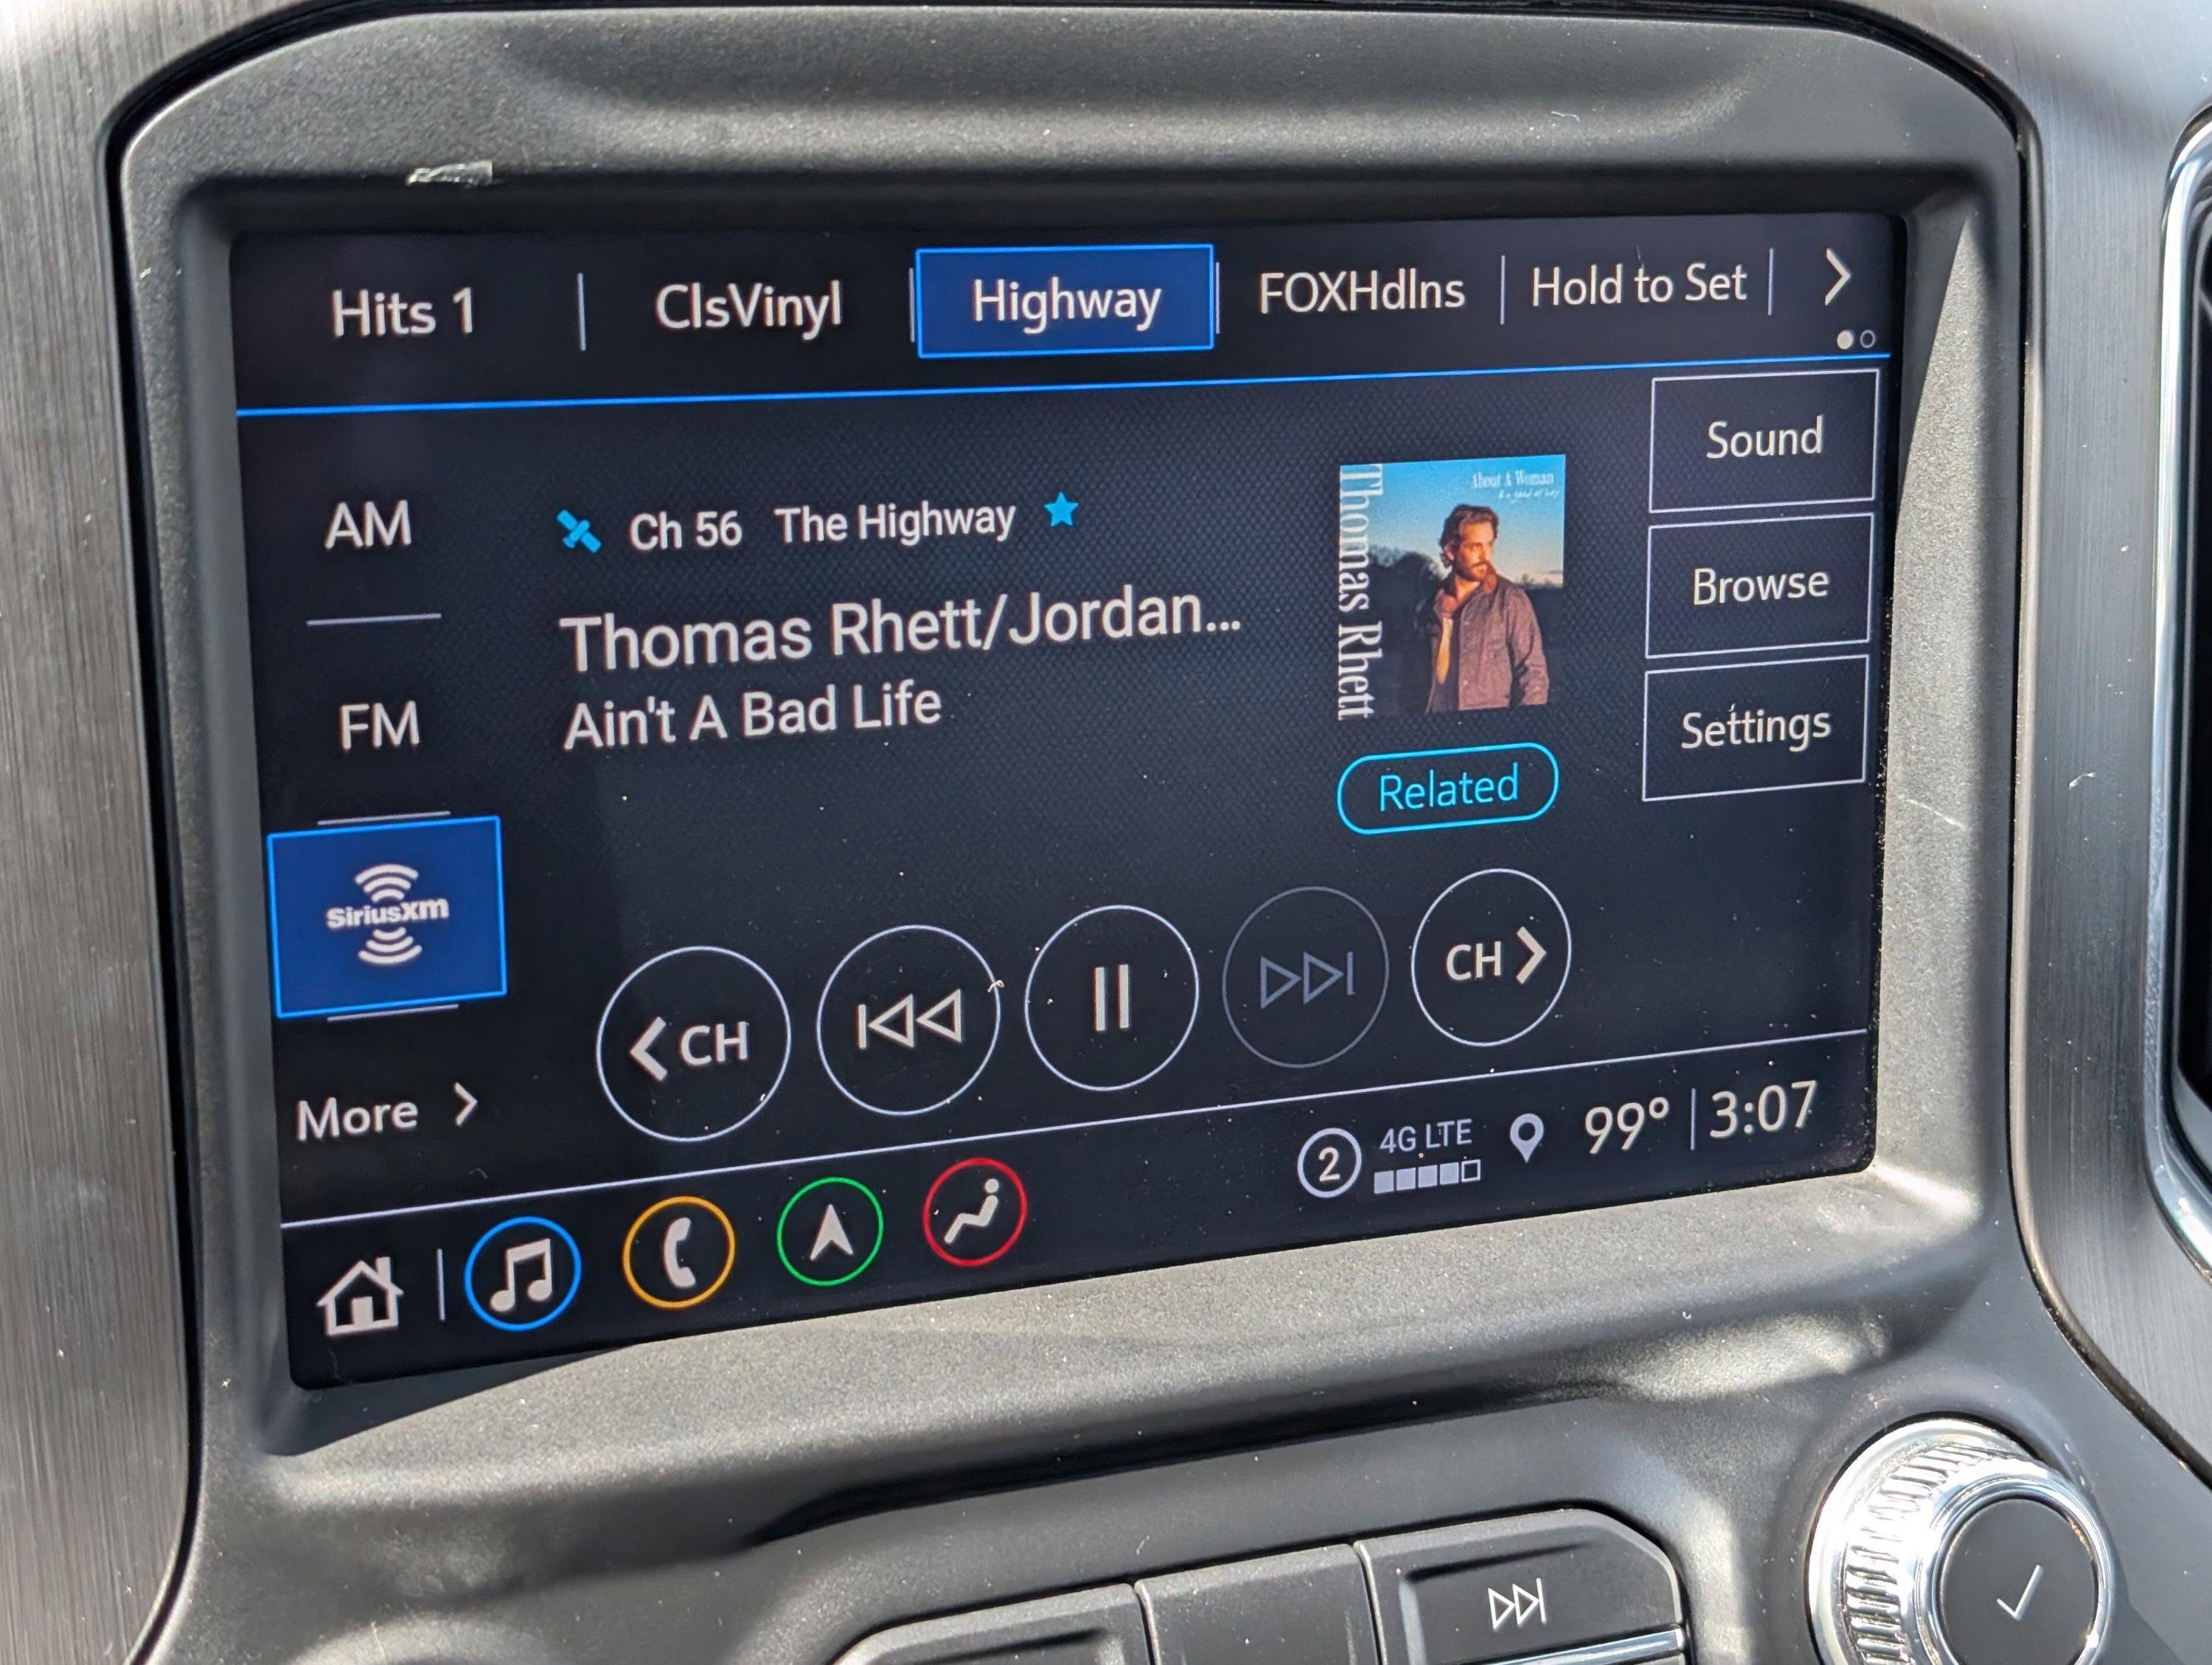 Hits 1
ClsVinyl
Highway
FOXHdlns
Hold to Set
AM
FM
SiriusXM
More
Ch 56 The Highway
Thomas Rhett/Jordan...
Ain't A Bad Life
Thomas Rhett
About A Woman
Related
Sound
Browse
Settings
CH
CH
2
4G LTE
99°
3:07